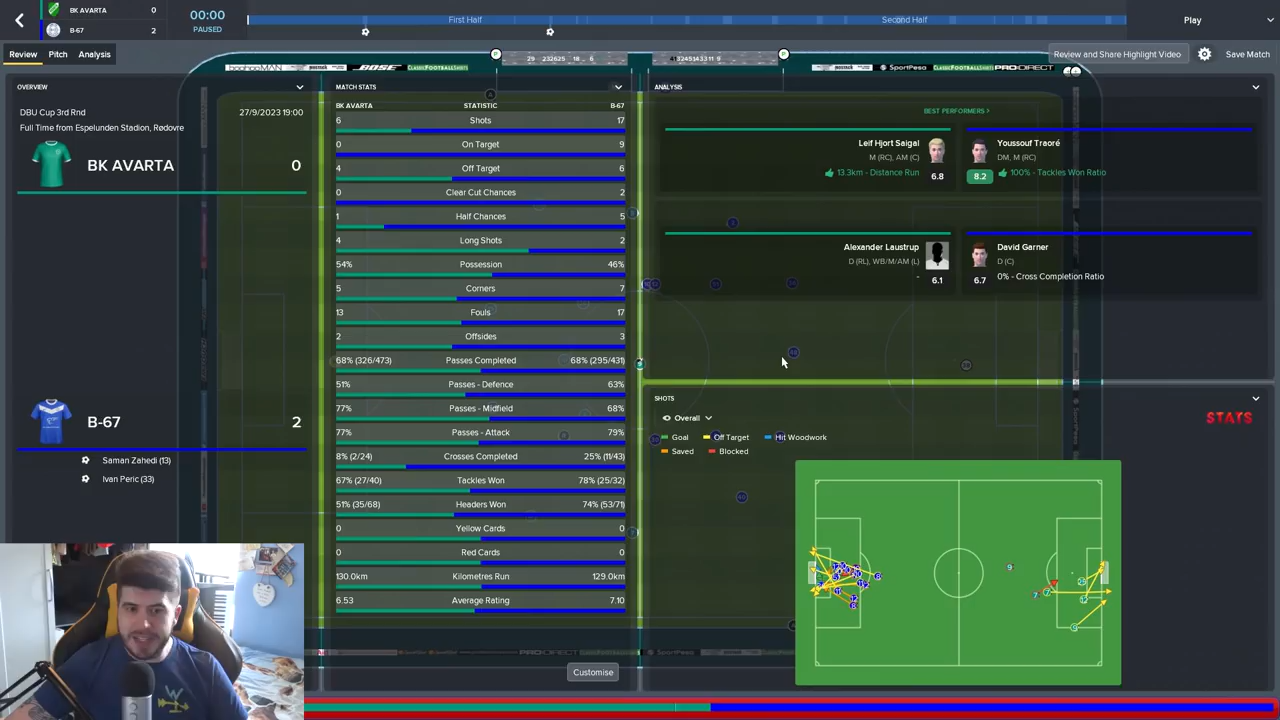 BK AVARTA 0
B-67 2
00:00
PAUSED
First Half
Second Half
Play
Review Pitch Analysis
Review and Share Highlight Video
Save Match
boohooMAN
BOSE
CLASSICFOOTBALLSHIRTS
SportPesa CLASSICFOOTBALLSHIRTS PRO:DIRECT
OVERVIEW
DBU Cup 3rd Rnd 27/9/2023 19:00
Full Time from Espelunden Stadion, Rødovre
BK AVARTA 0
B-67 2
Saman Zahedi (13)
Ivan Peric (33)
MATCH STATS
BK AVARTA STATISTIC B-67
6 Shots 17
0 On Target 9
4 Off Target 6
0 Clear Cut Chances 2
1 Half Chances 5
4 Long Shots 2
54% Possession 46%
5 Corners 7
13 Fouls 17
2 Offsides 3
68% (326/473) Passes Completed 68% (295/431)
51% Passes - Defence 63%
77% Passes - Midfield 68%
77% Passes - Attack 79%
8% (2/24) Crosses Completed 25% (11/43)
67% (27/40) Tackles Won 78% (25/32)
51% (35/68) Headers Won 74% (53/71)
0 Yellow Cards 0
0 Red Cards 0
130.0km Kilometres Run 129.0km
6.53 Average Rating 7.10
Customise
ANALYSIS
BEST PERFORMERS >
Leif Hjort Saigal
M (RC), AM (C)
13.3km - Distance Run 6.8
Youssouf Traoré
DM, M (RC)
8.2 100% - Tackles Won Ratio
Alexander Laustrup
D (RL), WB/M/AM (L)
- 6.1
David Garner
D (C)
6.7 0% - Cross Completion Ratio
SHOTS
Overall
Goal Off Target Hit Woodwork
Saved Blocked
STATS